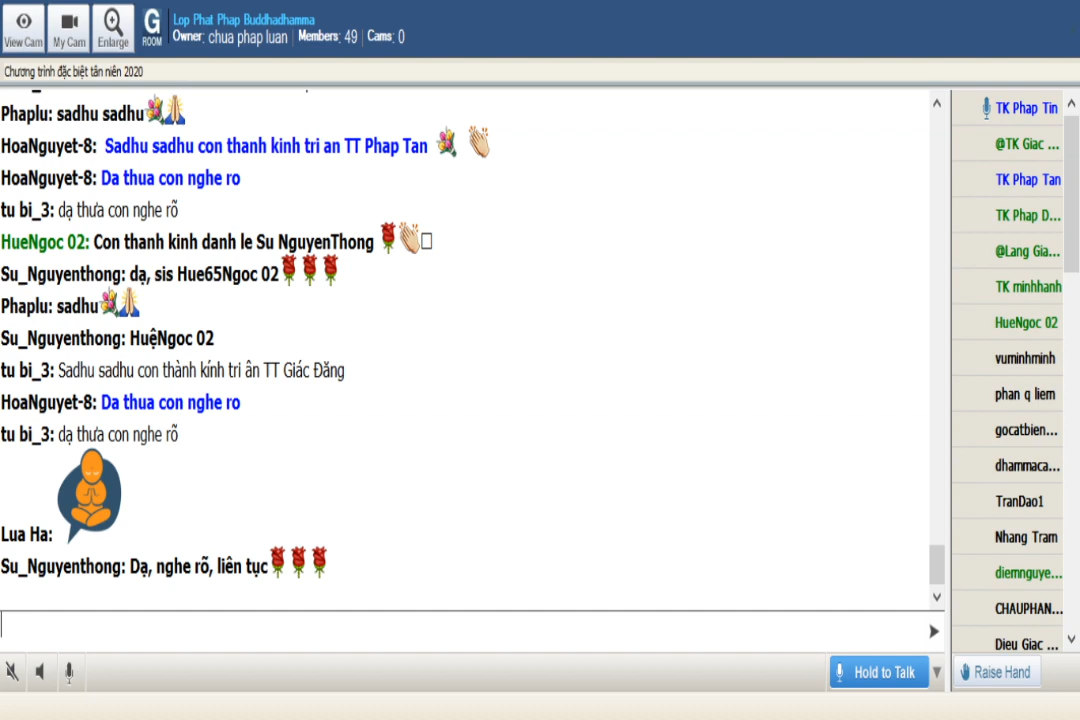 View Cam
My Cam
Enlarge
G
ROOM
Lop Phat Phap Buddhadhamma
Owner: chua phap luan | Members: 49 | Cams: 0
Chương trình đặc biệt tân niên 2020
Phaplu: sadhu sadhu
HoaNguyet-8: Sadhu sadhu con thanh kinh tri an TT Phap Tan
HoaNguyet-8: Da thua con nghe ro
tu bi_3: dạ thưa con nghe rõ
HueNgoc 02: Con thanh kinh danh le Su NguyenThong
Su_Nguyenthong: dạ, sis Hue65Ngoc 02
Phaplu: sadhu
Su_Nguyenthong: HuệNgoc 02
tu bi_3: Sadhu sadhu con thành kính tri ân TT Giác Đăng
HoaNguyet-8: Da thua con nghe ro
tu bi_3: dạ thưa con nghe rõ
Lua Ha:
Su_Nguyenthong: Dạ, nghe rõ, liên tục
TK Phap Tin
@TK Giac ...
TK Phap Tan
TK Phap D...
@Lang Gia...
TK minhhanh
HueNgoc 02
vuminhminh
phan q liem
gocatbien...
dhammaca...
TranDao1
Nhang Tram
diemnguye...
CHAUPHAN...
Dieu Giac ...
Hold to Talk
Raise Hand